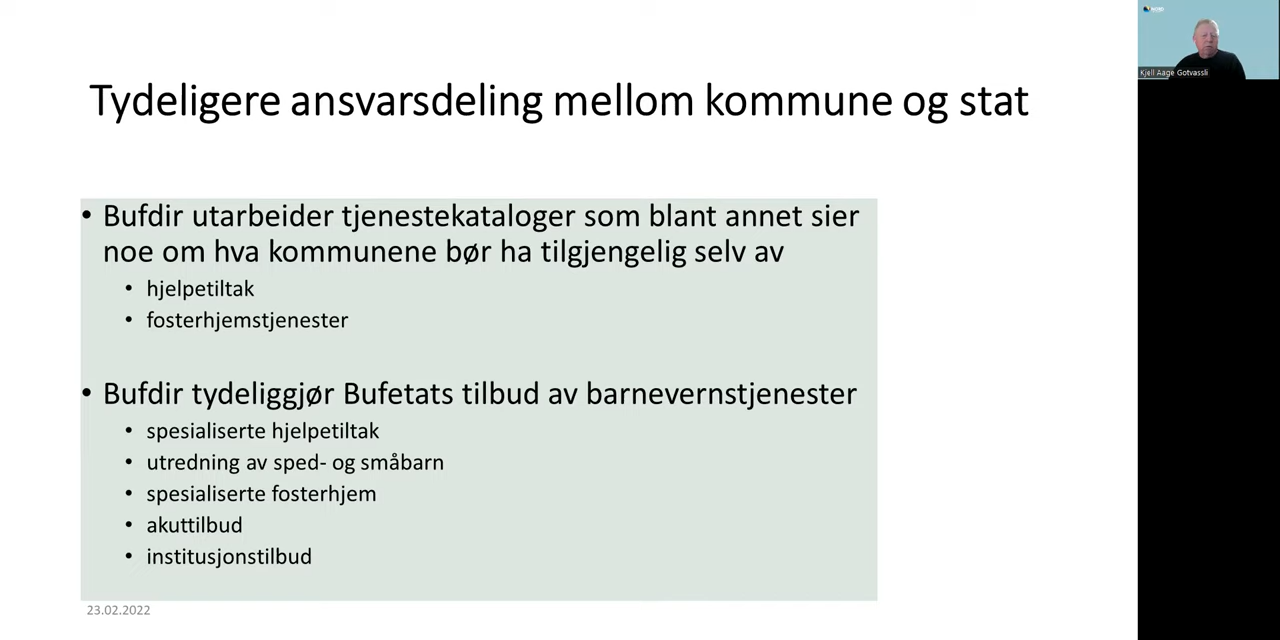 Tydeligere ansvarsdeling mellom kommune og stat
• Bufdir utarbeider tjenestekataloger som blant annet sier
noe om hva kommunene bør ha tilgjengelig selv av
• hjelpetiltak
• fosterhjemstjenester
• Bufdir tydeliggjør Bufetats tilbud av barnevernstjenester
• spesialiserte hjelpetiltak
• utredning av sped- og småbarn
• spesialiserte fosterhjem
• akuttilbud
• institusjonstilbud
23.02.2022
Kjell Aage Gotvassli